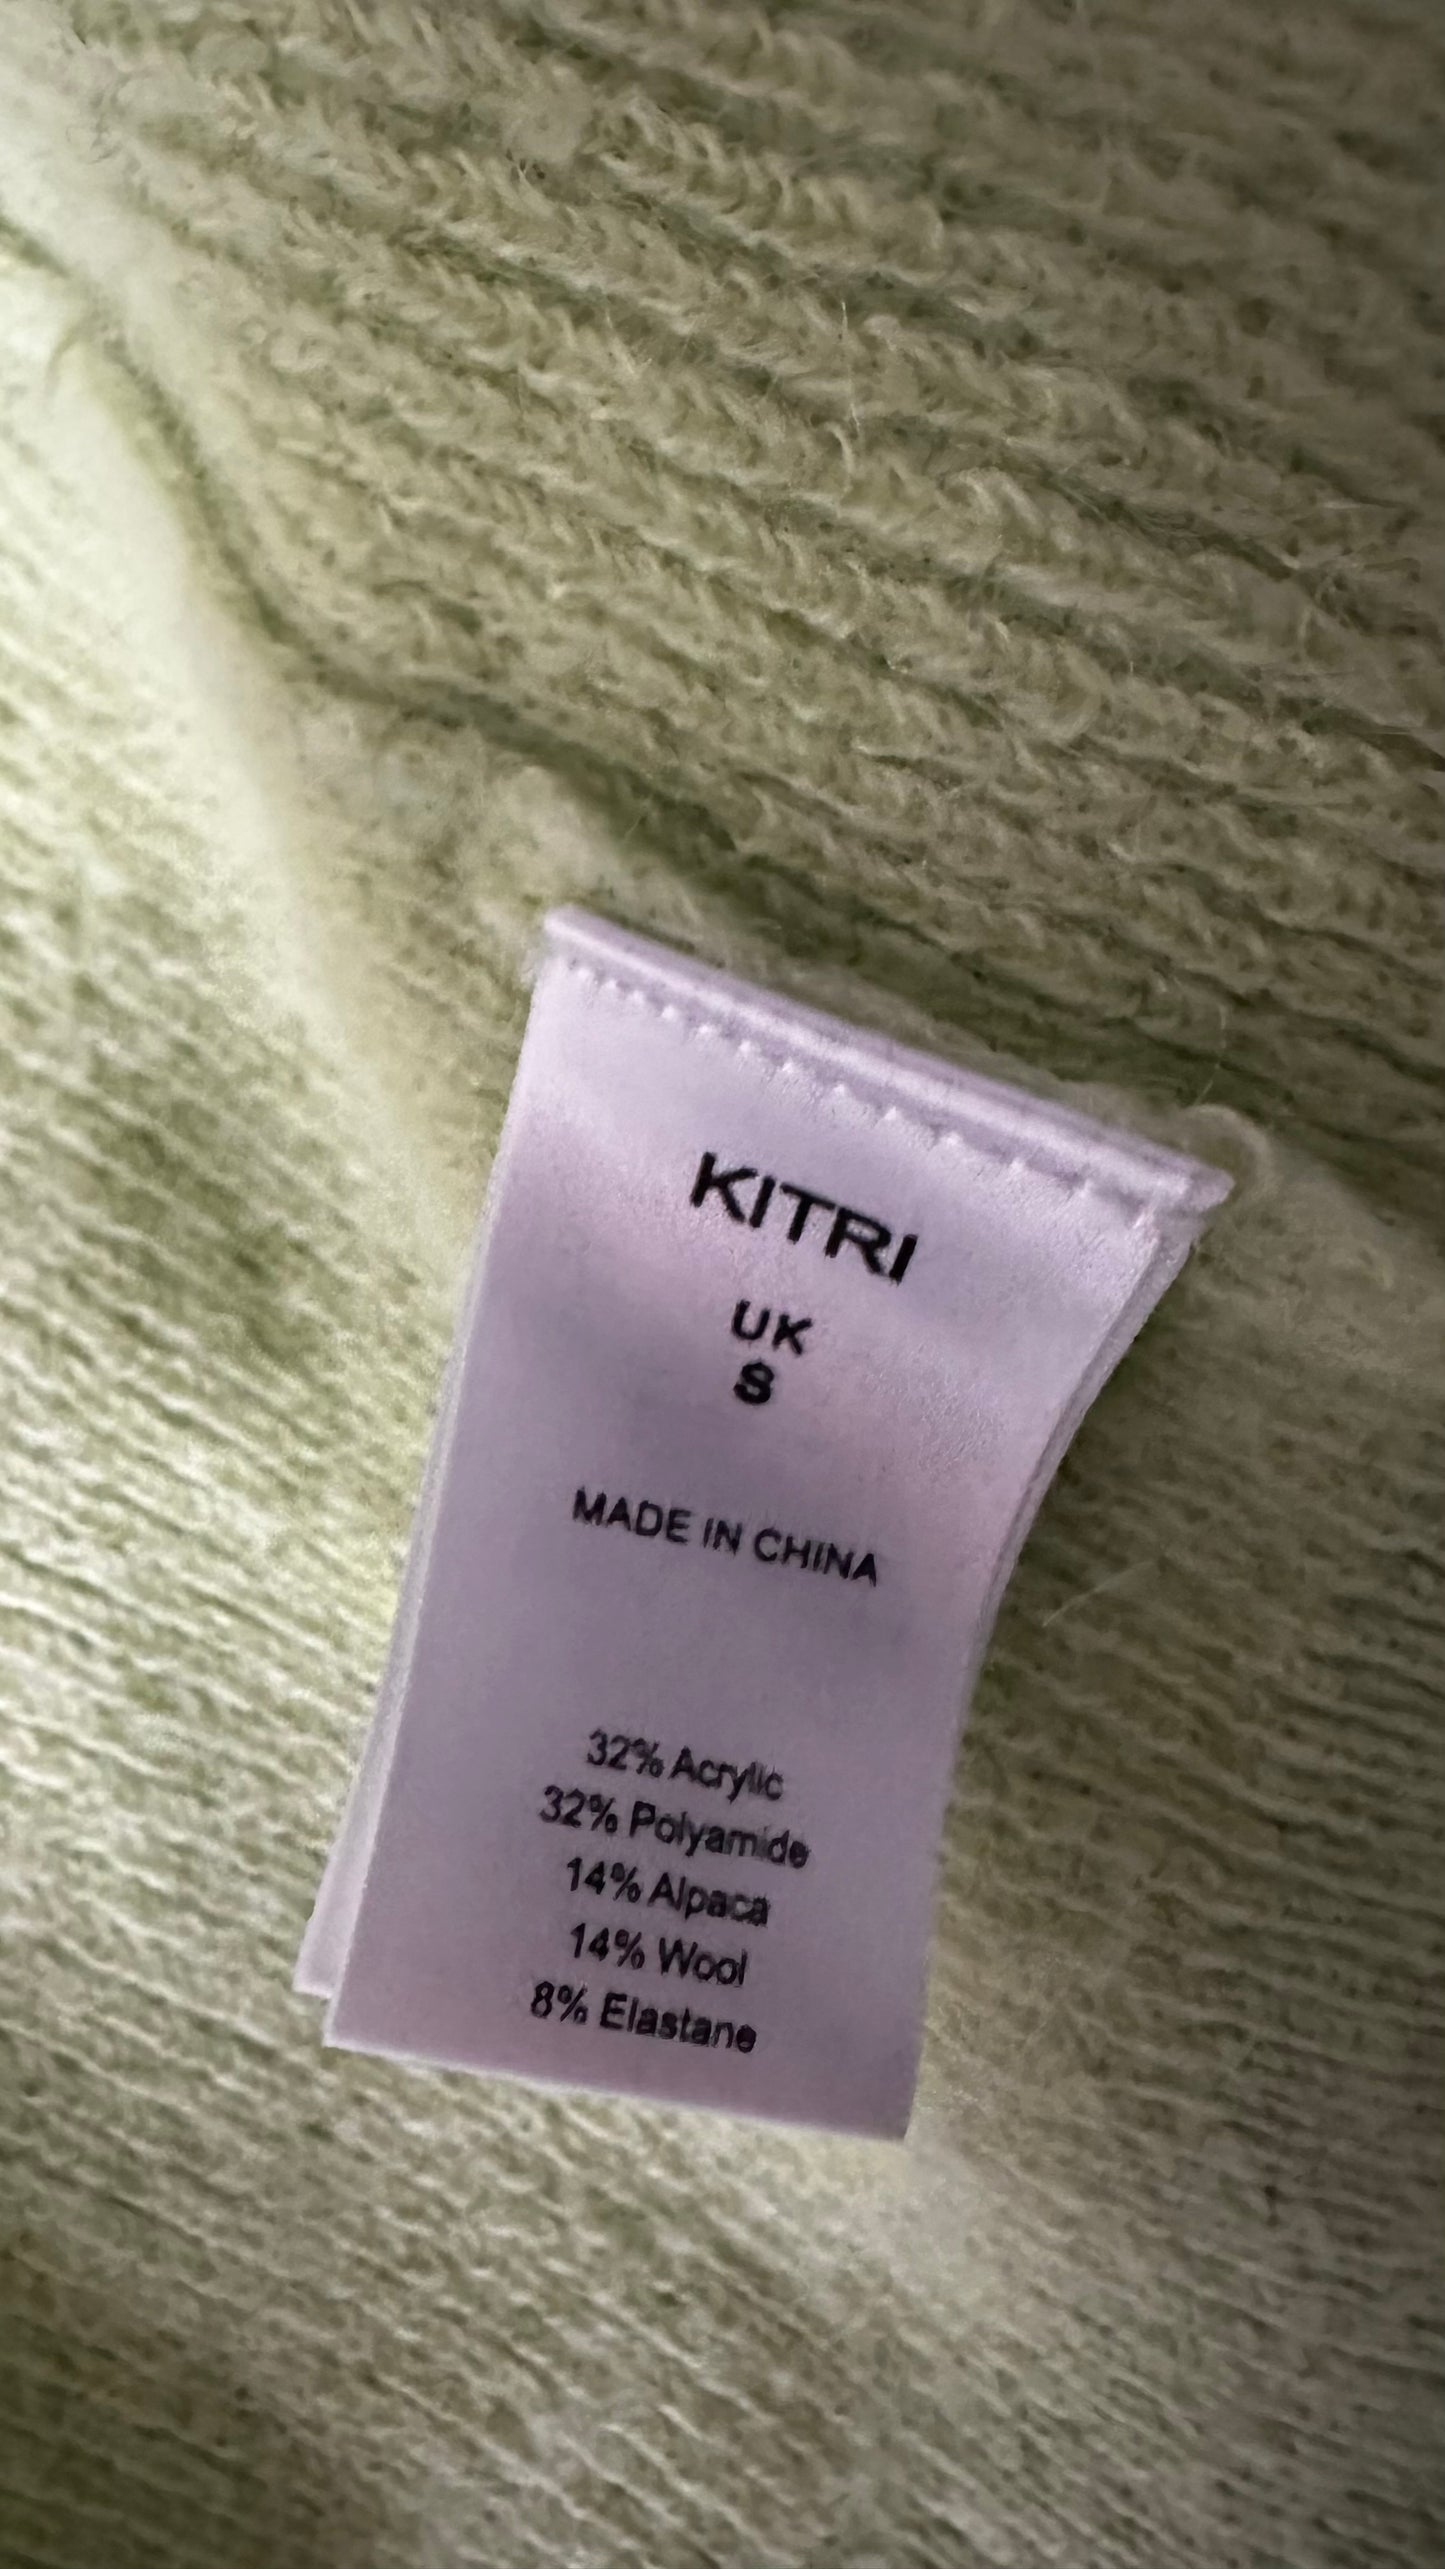 KITRI
UK
S
MADE IN CHINA
32% Acrylic
32% Polyamide
14% Alpaca
14% Wool
8% Elastane